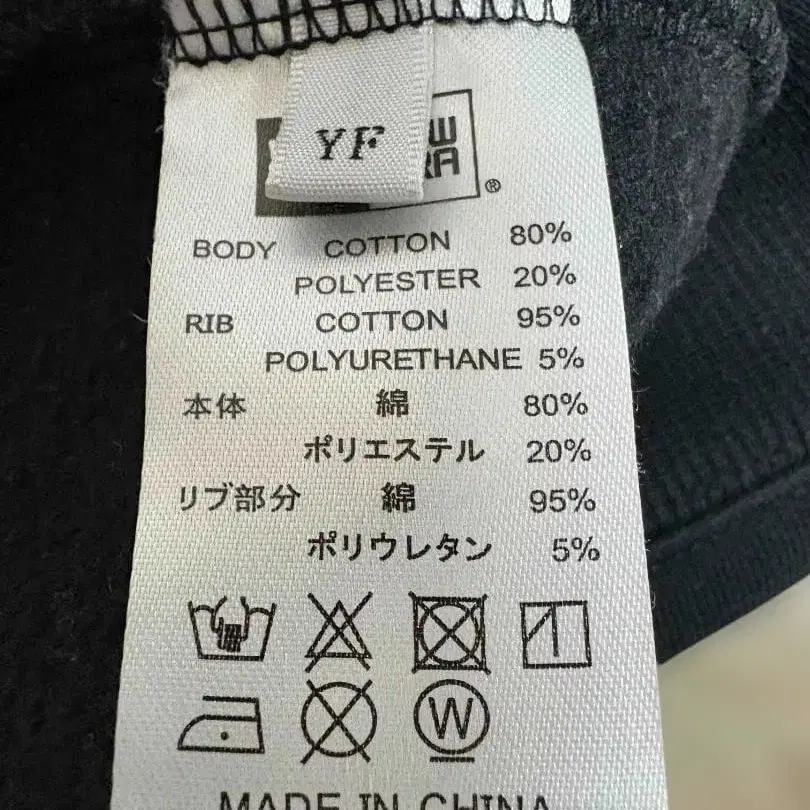 YF
®
BODY COTTON 80%
POLYESTER 20%
RIB COTTON 95%
POLYURETHANE 5%
本体 綿 80%
ポリエステル 20%
リブ部分 綿 95%
ポリウレタン 5%
W
MADE IN CHINA